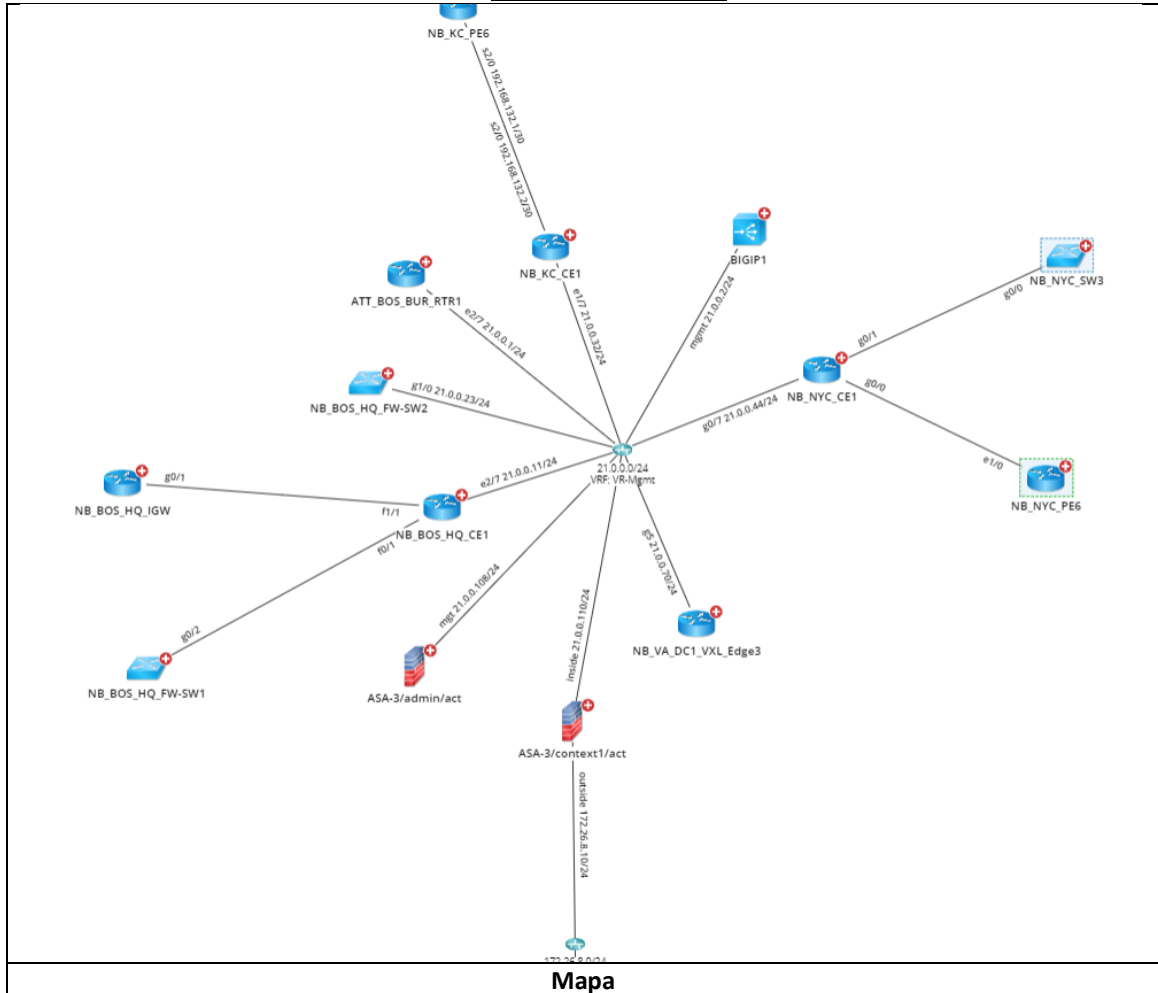 NB_KC_PE6
s2/0 192.168.132.1/30
s2/0 192.168.132.2/30
NB_KC_CE1
BIGIP1
NB_NYC_SW3
ATT_BOS_BUR_RTR1
e2/7 21.0.0.1/24
e1/7 21.0.0.32/24
mgmt 21.0.0.2/24
g0/0
g0/1
NB_BOS_HQ_FW-SW2
g1/0 21.0.0.23/24
NB_NYC_CE1
g0/0
g0/7 21.0.0.44/24
e1/0
NB_NYC_PE6
21.0.0.0/24
VRF: VR-Mgmt
NB_BOS_HQ_IGW
g0/1
f1/1
e2/7 21.0.0.11/24
NB_BOS_HQ_CE1
f0/1
g0/2
NB_BOS_HQ_FW-SW1
mgt 21.0.0.108/24
ASA-3/admin/act
inside 21.0.0.110/24
g5 21.0.0.70/24
NB_VA_DC1_VXL_Edge3
ASA-3/context1/act
outside 172.26.8.10/24
172.26.8.0/24
Mapa